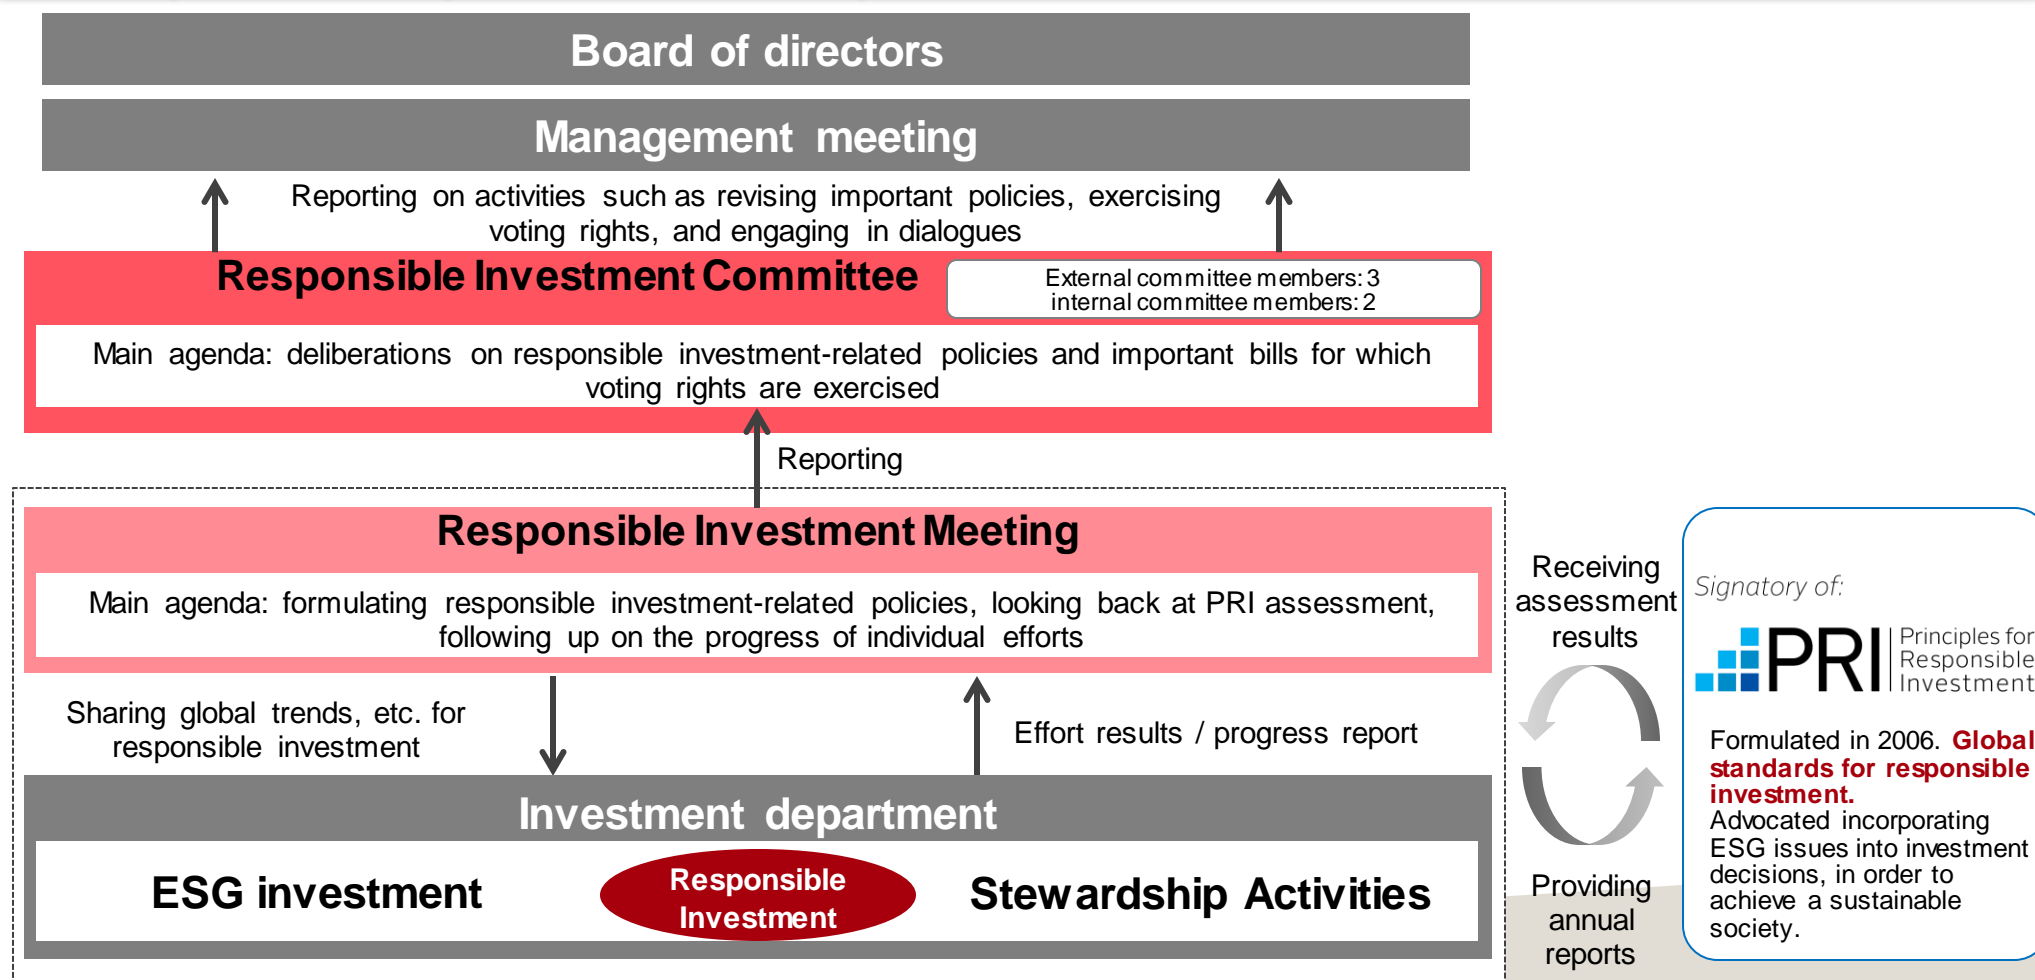 Board of directors
Management meeting
Reporting on activities such as revising important policies, exercising
voting rights, and engaging in dialogues
Responsible Investment Committee
External committee members: 3
internal committee members: 2
Main agenda: deliberations on responsible investment-related policies and important bills for which
voting rights are exercised
Reporting
Responsible Investment Meeting
Main agenda: formulating responsible investment-related policies, looking back at PRI assessment,
following up on the progress of individual efforts
Sharing global trends, etc. for
responsible investment
Effort results / progress report
Investment department
ESG investment
Responsible
Investment
Stewardship Activities
Receiving
assessment
results
Providing
annual
reports
Signatory of:
PRI
Principles for
Responsible
Investment
Formulated in 2006. Global
standards for responsible
investment.
Advocated incorporating
ESG issues into investment
decisions, in order to
achieve a sustainable
society.